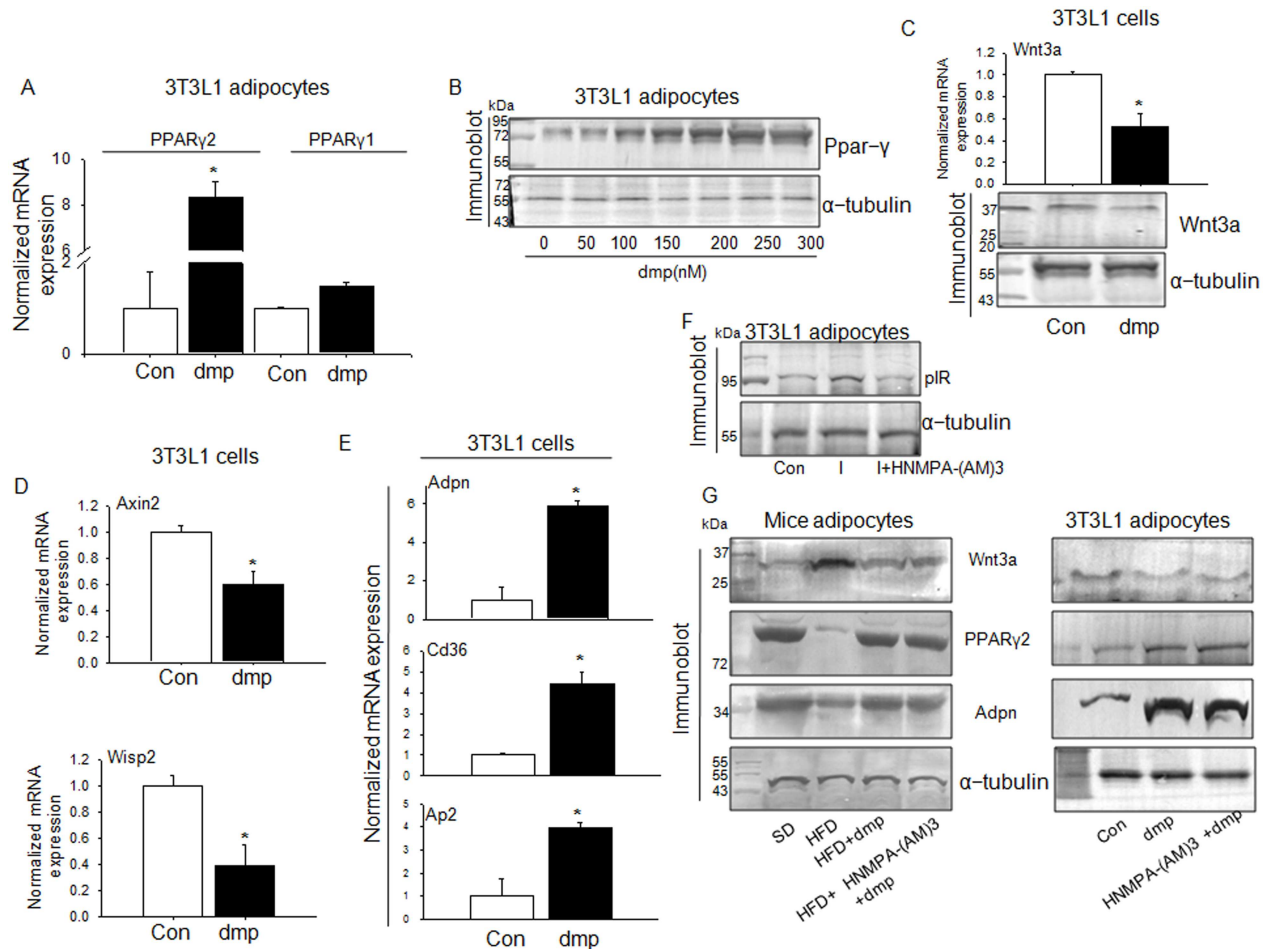 A
3T3L1 adipocytes
PPARγ2 PPARγ1
Normalized mRNA
expression
10
8
6
2
0
*
Con dmp Con dmp
B
3T3L1 adipocytes
kDa
Immunoblot
95
72
55
Ppar-γ
72
55
43
α-tubulin
0 50 100 150 200 250 300
dmp(nM)
C
3T3L1 cells
Wnt3a
Normalized mRNA
expression
1.2
1.0
0.8
0.6
0.4
0.2
0.0
*
Immunoblot
37
25
20
Wnt3a
55
43
α-tubulin
Con dmp
D
3T3L1 cells
Axin2
Normalized mRNA
expression
1.2
1.0
0.8
0.6
0.4
0.2
0.0
*
Con dmp
Wisp2
Normalized mRNA
expression
1.2
1.0
0.8
0.6
0.4
0.2
0.0
*
Con dmp
E
3T3L1 cells
Normalized mRNA expression
Adpn
6
4
2
0
*
Cd36
6
5
4
3
2
1
0
*
Ap2
5
4
3
2
1
0
*
Con dmp
F
kDa
3T3L1 adipocytes
Immunoblot
95
pIR
55
α-tubulin
Con I I+HNMPA-(AM)3
G
kDa
Mice adipocytes
3T3L1 adipocytes
Immunoblot
37
25
Wnt3a
72
PPARγ2
34
Adpn
55
55
43
α-tubulin
SD
HFD
HFD+dmp
HFD+ HNMPA-(AM)3
+dmp
Con
dmp
HNMPA-(AM)3 +dmp